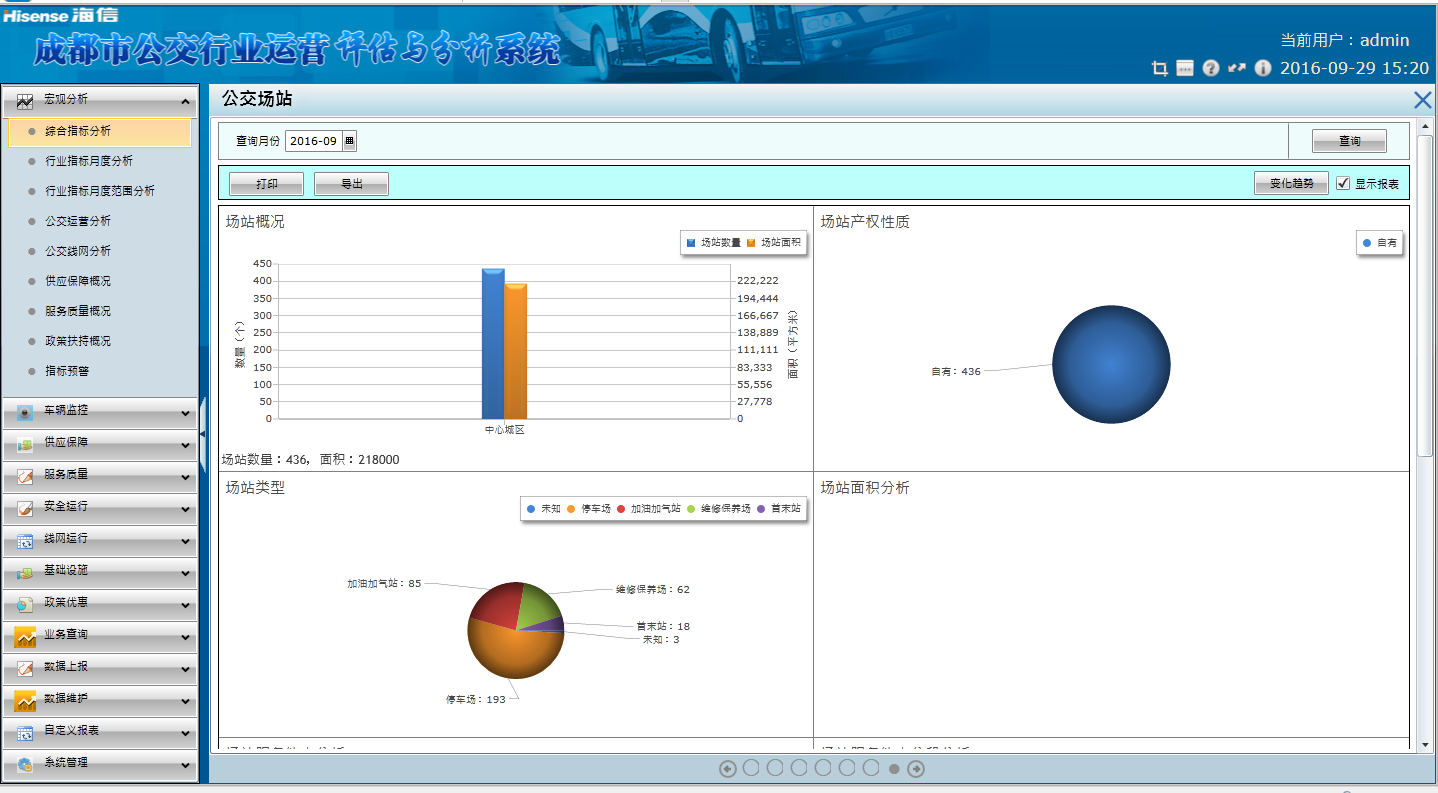 Hisense 海信
成都市公交行业运营评估与分析系统
当前用户：admin
2016-09-29 15:20
宏观分析
综合指标分析
行业指标月度分析
行业指标月度范围分析
公交运营分析
公交线网分析
供应保障概况
服务质量概况
政策扶持概况
指标预警
车辆监控
供应保障
服务质量
安全运行
线网运行
基础设施
政策优惠
业务查询
数据上报
数据维护
自定义报表
系统管理
公交场站
查询月份 2016-09 查询
打印 导出 变化趋势 显示报表
场站概况
场站数量 场站面积
450
400
350
300
250
200
150
100
50
0
数量（个）
222,222
194,444
166,667
138,889
111,111
83,333
55,556
27,778
0
面积（平方米）
中心城区
场站数量：436，面积：218000
场站产权性质
自有
自有：436
场站类型
未知 停车场 加油加气站 维修保养场 首末站
加油加气站：85
维修保养场：62
首末站：18
未知：3
停车场：193
场站面积分析